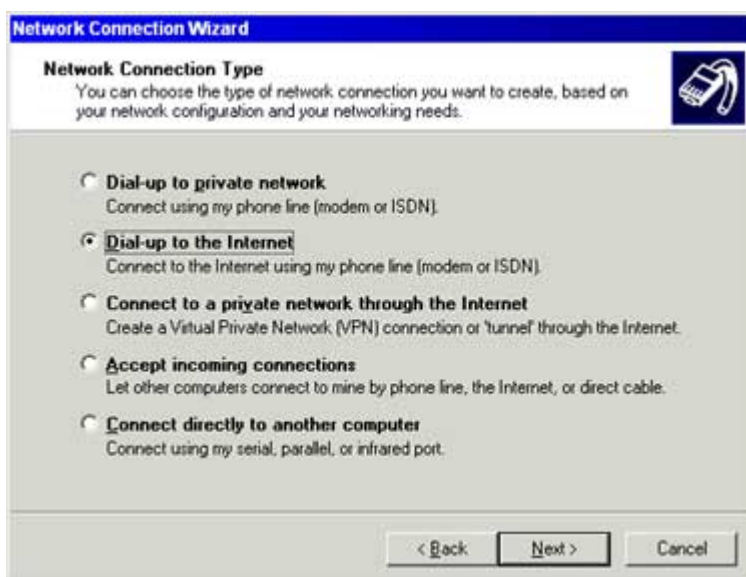 Network Connection Wizard
Network Connection Type
You can choose the type of network connection you want to create, based on
your network configuration and your networking needs.
Dial-up to private network
Connect using my phone line (modem or ISDN).
Dial-up to the Internet
Connect to the Internet using my phone line (modem or ISDN).
Connect to a private network through the Internet
Create a Virtual Private Network (VPN) connection or 'tunnel' through the Internet.
Accept incoming connections
Let other computers connect to mine by phone line, the Internet, or direct cable.
Connect directly to another computer
Connect using my serial, parallel, or infrared port.
< Back Next > Cancel